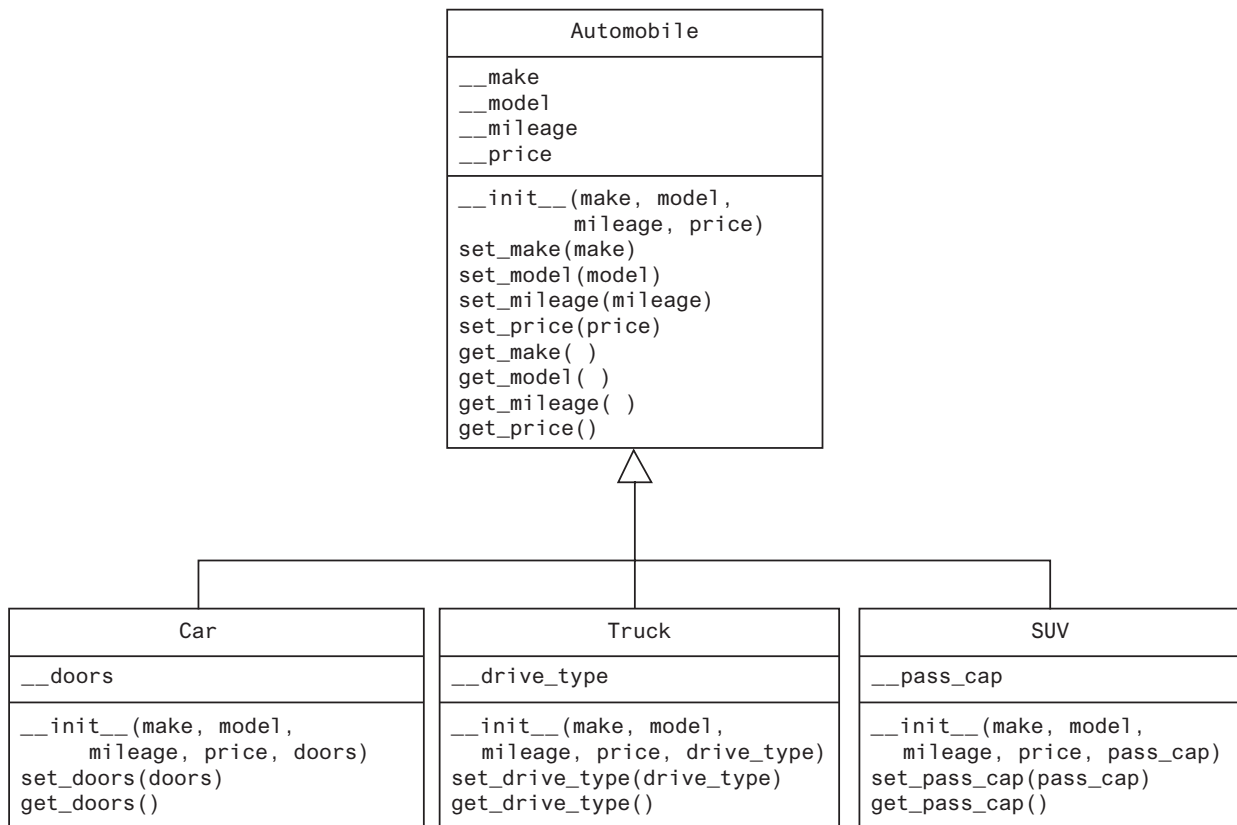 Automobile
__make
__model
__mileage
__price
__init__(make, model,
mileage, price)
set_make(make)
set_model(model)
set_mileage(mileage)
set_price(price)
get_make( )
get_model( )
get_mileage( )
get_price()
Car
__doors
__init__(make, model,
mileage, price, doors)
set_doors(doors)
get_doors()
Truck
__drive_type
__init__(make, model,
mileage, price, drive_type)
set_drive_type(drive_type)
get_drive_type()
SUV
__pass_cap
__init__(make, model,
mileage, price, pass_cap)
set_pass_cap(pass_cap)
get_pass_cap()